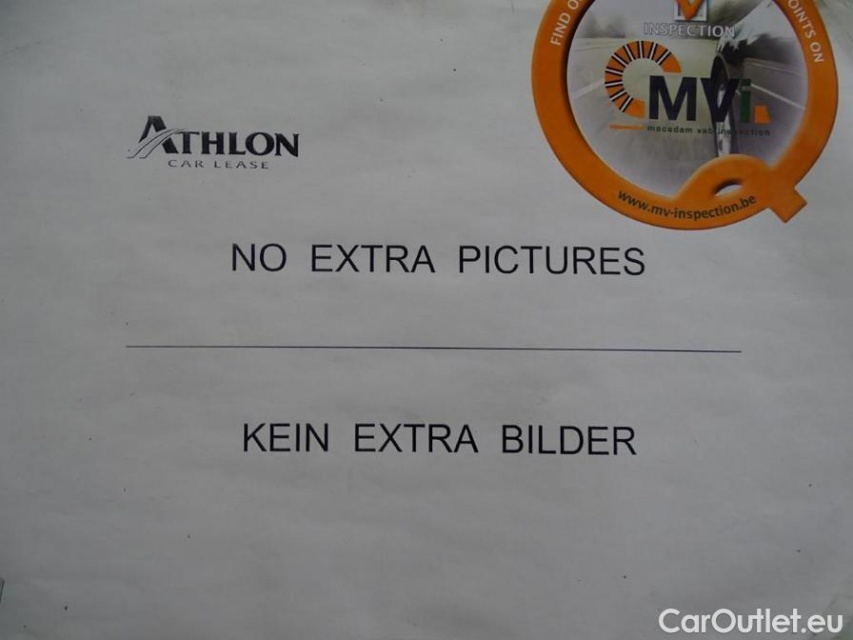 FIND O
OINTS ON
INSPECTION
MVi.
macadam
www.mv-inspection.be
ATHLON
CAR LEASE
NO EXTRA PICTURES
KEIN EXTRA BILDER
CarOutlet.eu